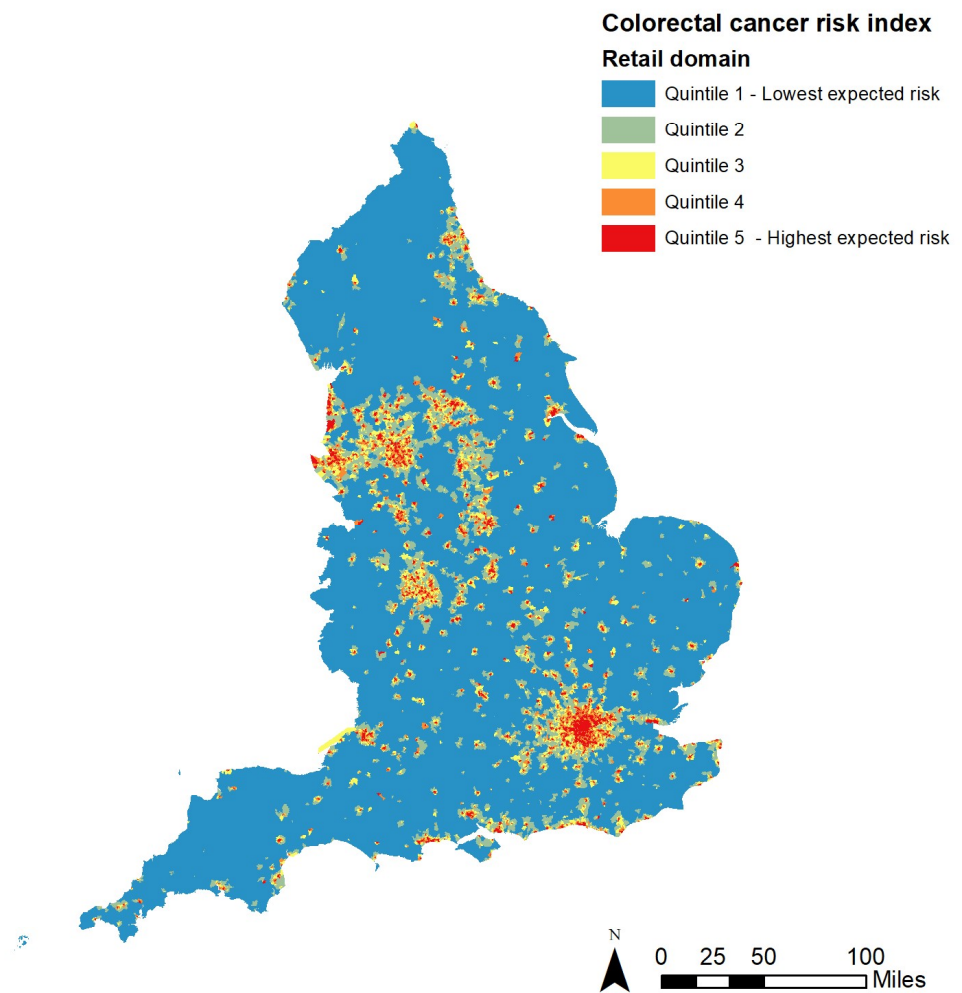 Colorectal cancer risk index
Retail domain
Quintile 1 - Lowest expected risk
Quintile 2
Quintile 3
Quintile 4
Quintile 5 - Highest expected risk
N
0 25 50 100
Miles